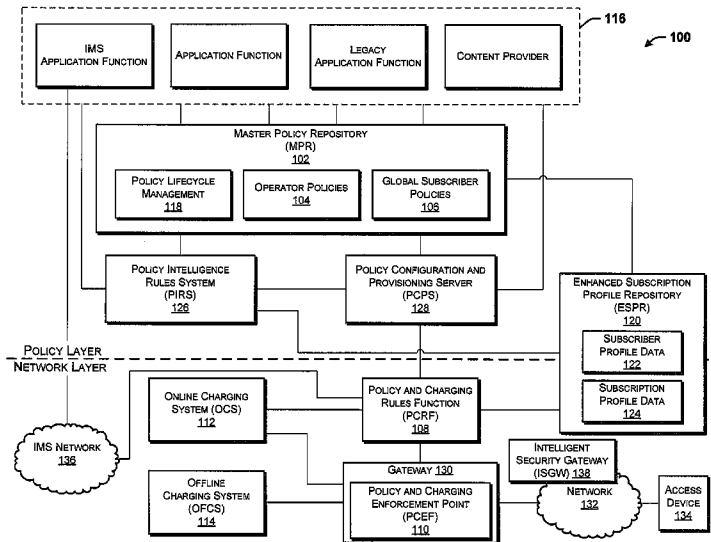 116
100
IMS
APPLICATION FUNCTION
APPLICATION FUNCTION
LEGACY
APPLICATION FUNCTION
CONTENT PROVIDER
MASTER POLICY REPOSITORY
(MPR)
102
POLICY LIFECYCLE
MANAGEMENT
118
OPERATOR POLICIES
104
GLOBAL SUBSCRIBER
POLICIES
106
POLICY INTELLIGENCE
RULES SYSTEM
(PIRS)
126
POLICY CONFIGURATION AND
PROVISIONING SERVER
(PCPS)
128
ENHANCED SUBSCRIPTION
PROFILE REPOSITORY
(ESPR)
120
SUBSCRIBER
PROFILE DATA
122
SUBSCRIPTION
PROFILE DATA
124
POLICY LAYER
NETWORK LAYER
ONLINE CHARGING
SYSTEM (OCS)
112
POLICY AND CHARGING
RULES FUNCTION
(PCRF)
108
IMS NETWORK
136
OFFLINE
CHARGING SYSTEM
(OFCS)
114
GATEWAY 130
POLICY AND CHARGING
ENFORCEMENT POINT
(PCEF)
110
INTELLIGENT
SECURITY GATEWAY
(ISGW) 138
NETWORK
132
ACCESS
DEVICE
134